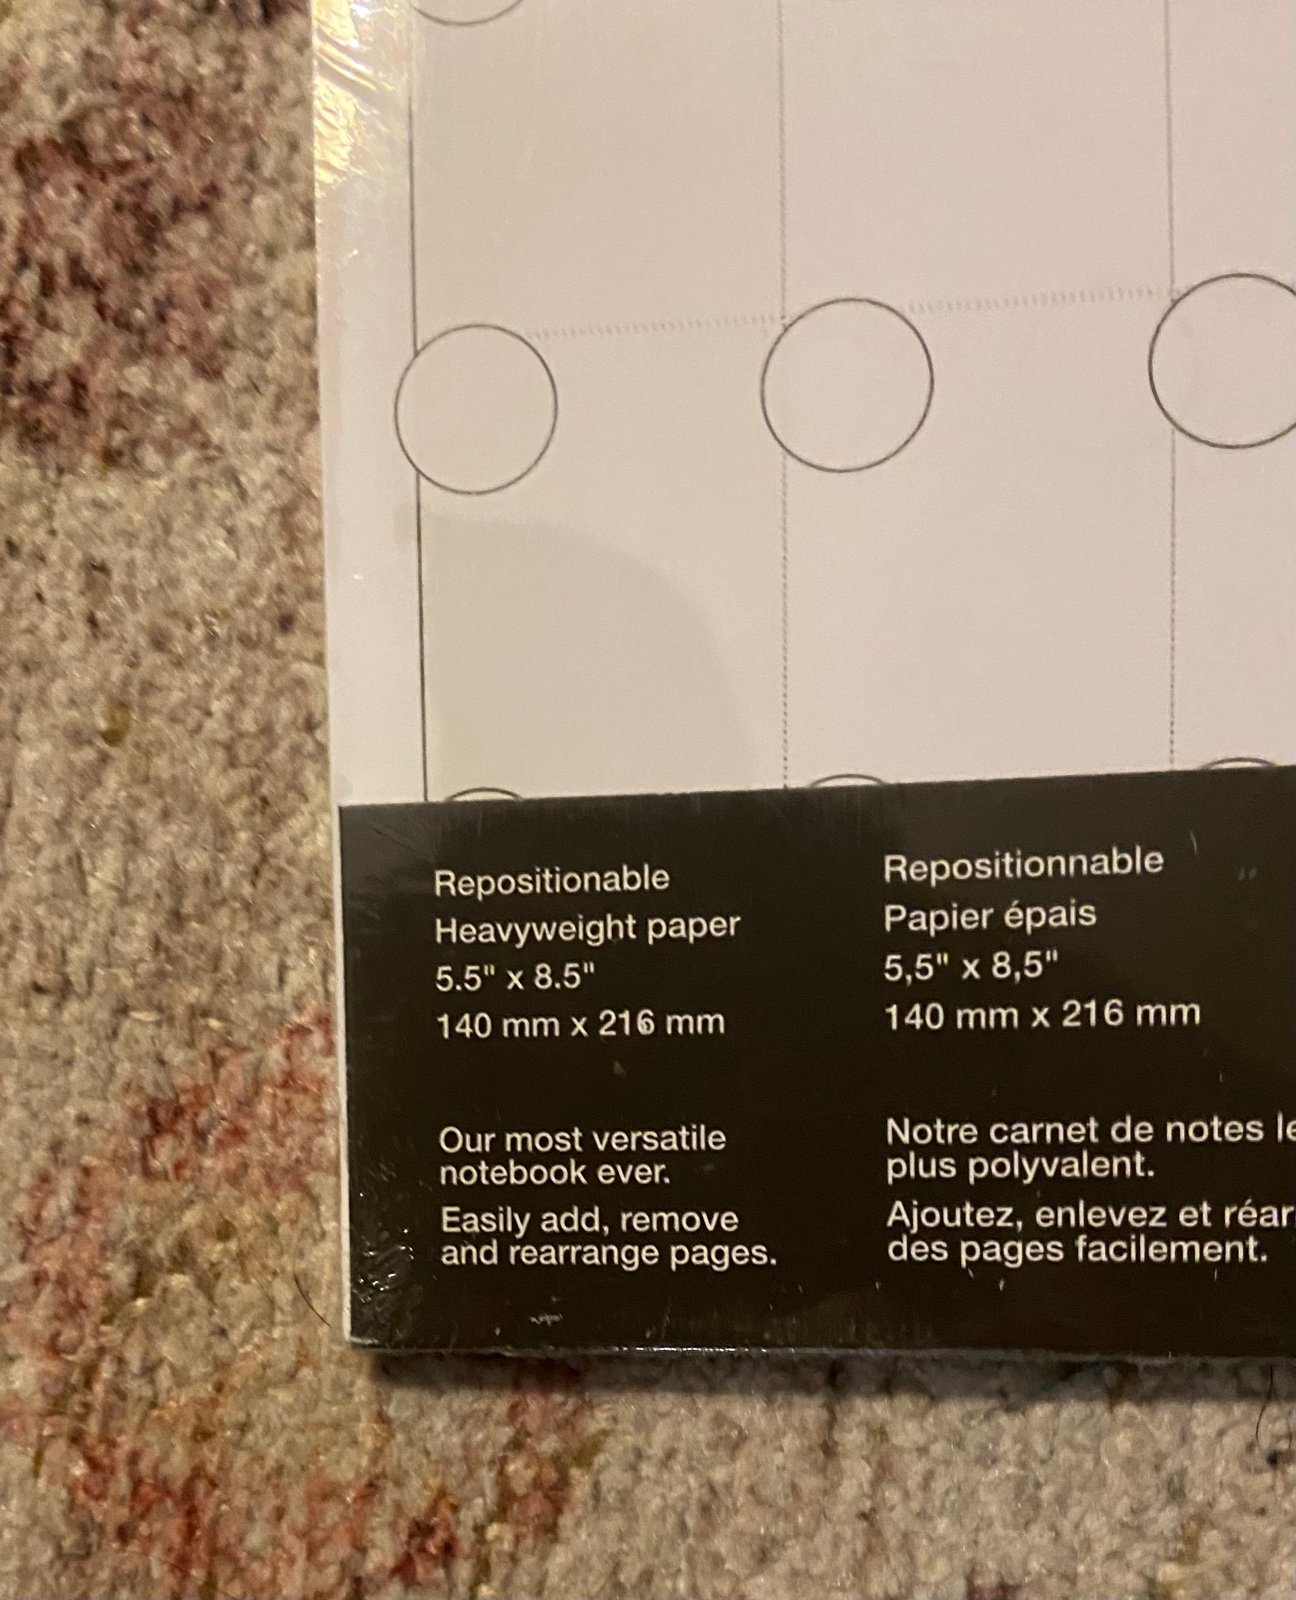 Repositionable
Heavyweight paper
5.5" x 8.5"
140 mm x 216 mm
Our most versatile
notebook ever.
Easily add, remove
and rearrange pages.
Repositionnable
Papier épais
5,5" x 8,5"
140 mm x 216 mm
Notre carnet de notes le
plus polyvalent.
Ajoutez, enlevez et
des pages facilement.